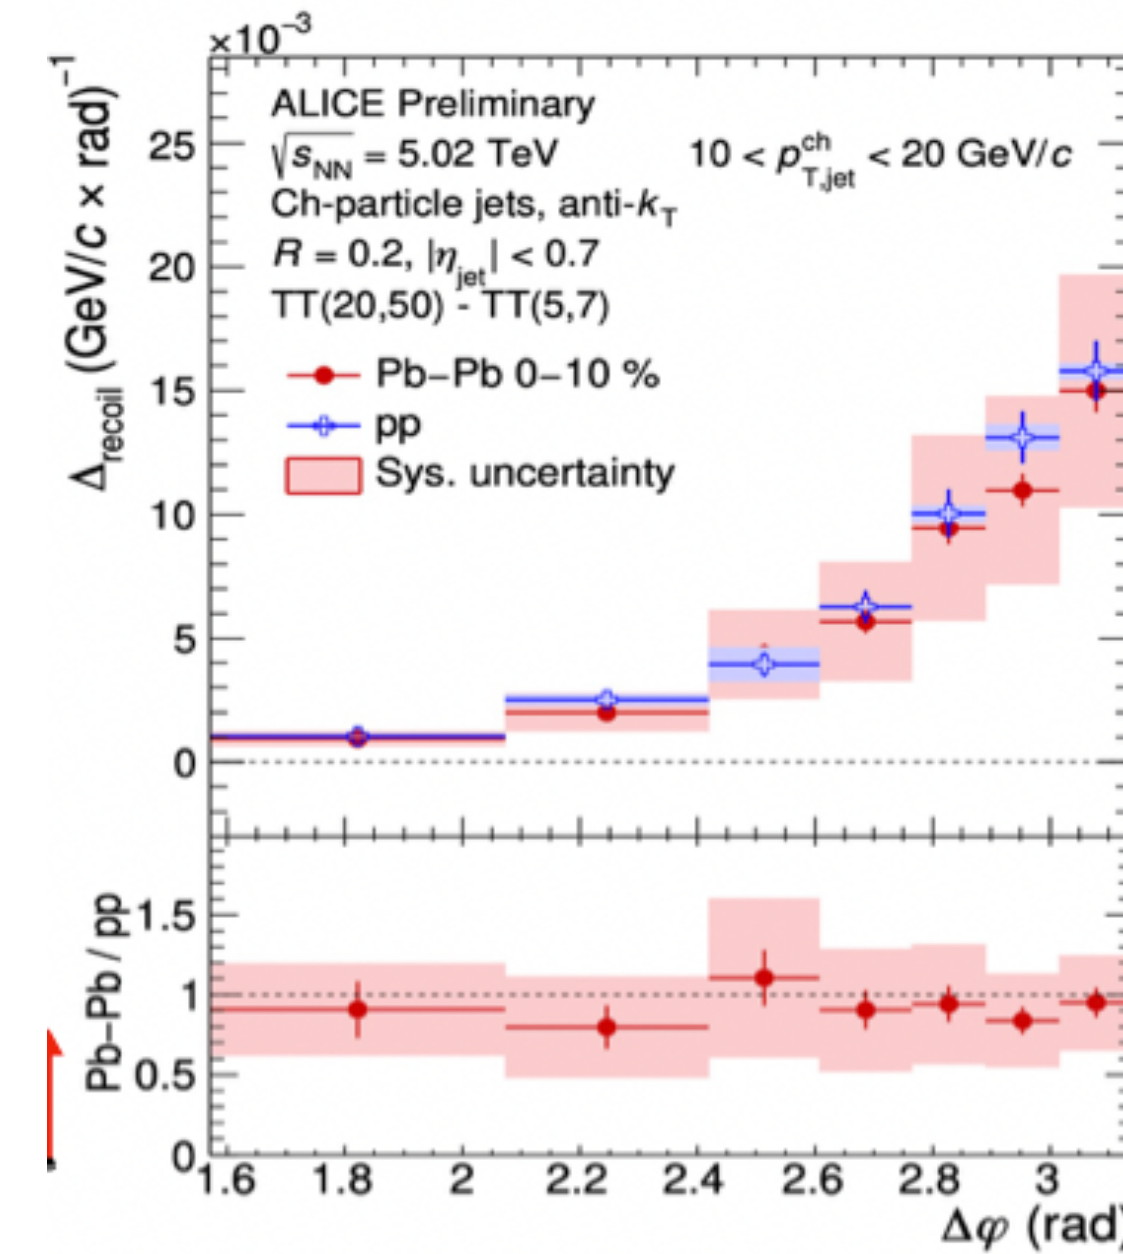 ×10⁻³
ALICE Preliminary
√sNN = 5.02 TeV
10 < p^ch_T,jet < 20 GeV/c
Ch-particle jets, anti-kT
R = 0.2, |ηjet| < 0.7
TT(20,50) - TT(5,7)
Pb−Pb 0−10 %
pp
Sys. uncertainty
Δrecoil (GeV/c × rad)⁻¹
25
20
15
10
5
0
Pb−Pb / pp
1.5
1
0.5
0
1.6 1.8 2 2.2 2.4 2.6 2.8 3
Δφ (rad)